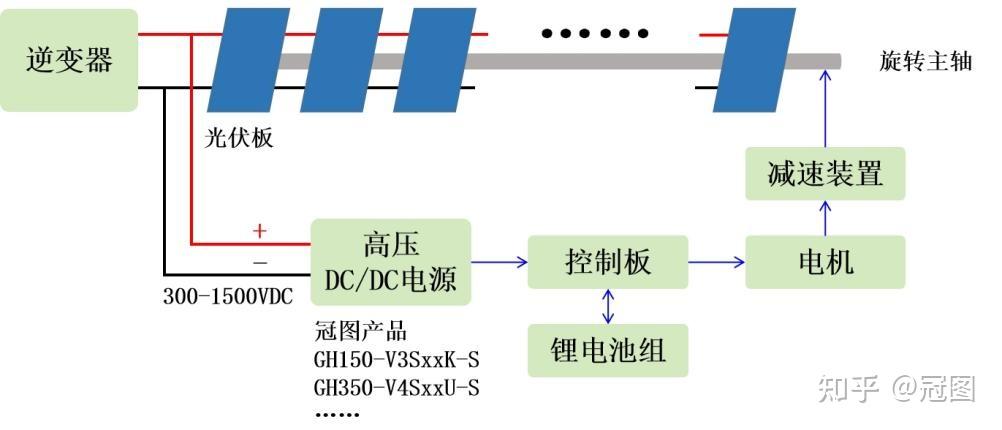 逆变器
旋转主轴
光伏板
减速装置
+
高压
DC/DC电源
控制板
电机
−
300-1500VDC
冠图产品
GH150-V3SxxK-S
GH350-V4SxxU-S
……
锂电池组
知乎 @冠图